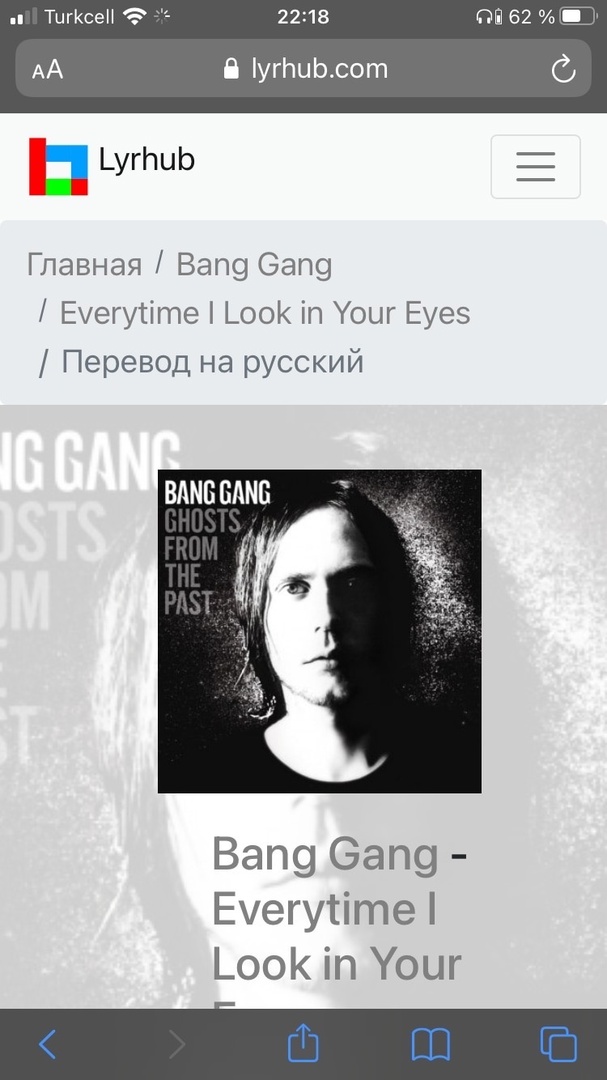 Turkcell 22:18 62 %
AA lyrhub.com
Lyrhub
Главная / Bang Gang
/ Everytime I Look in Your Eyes
/ Перевод на русский
NG GANG
OSTS
OM
E
ST
BANG GANG
GHOSTS
FROM
THE
PAST
Bang Gang -
Everytime I
Look in Your